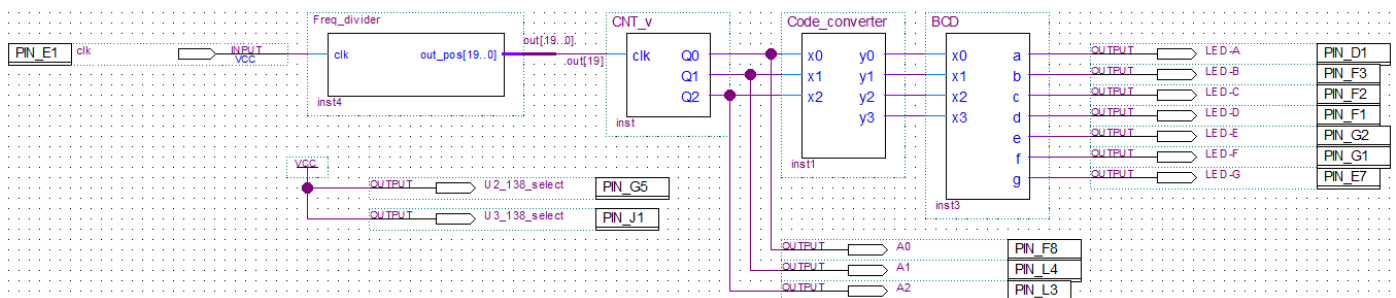 Freq_divider
CNT_v
Code_converter
BCD
PIN_E1
clk
INPUT
VCC
clk
out_pos[19..0]
out[19..0]
.out[19]
inst4
clk
Q0
Q1
Q2
inst
x0
x1
x2
y0
y1
y2
y3
inst1
x0
x1
x2
x3
a
b
c
d
e
f
g
inst3
OUTPUT LED-A PIN_D1
OUTPUT LED-B PIN_F3
OUTPUT LED-C PIN_F2
OUTPUT LED-D PIN_F1
OUTPUT LED-E PIN_G2
OUTPUT LED-F PIN_G1
OUTPUT LED-G PIN_E7
VCC
OUTPUT U2_138_select PIN_G5
OUTPUT U3_138_select PIN_J1
OUTPUT A0 PIN_F8
OUTPUT A1 PIN_L4
OUTPUT A2 PIN_L3